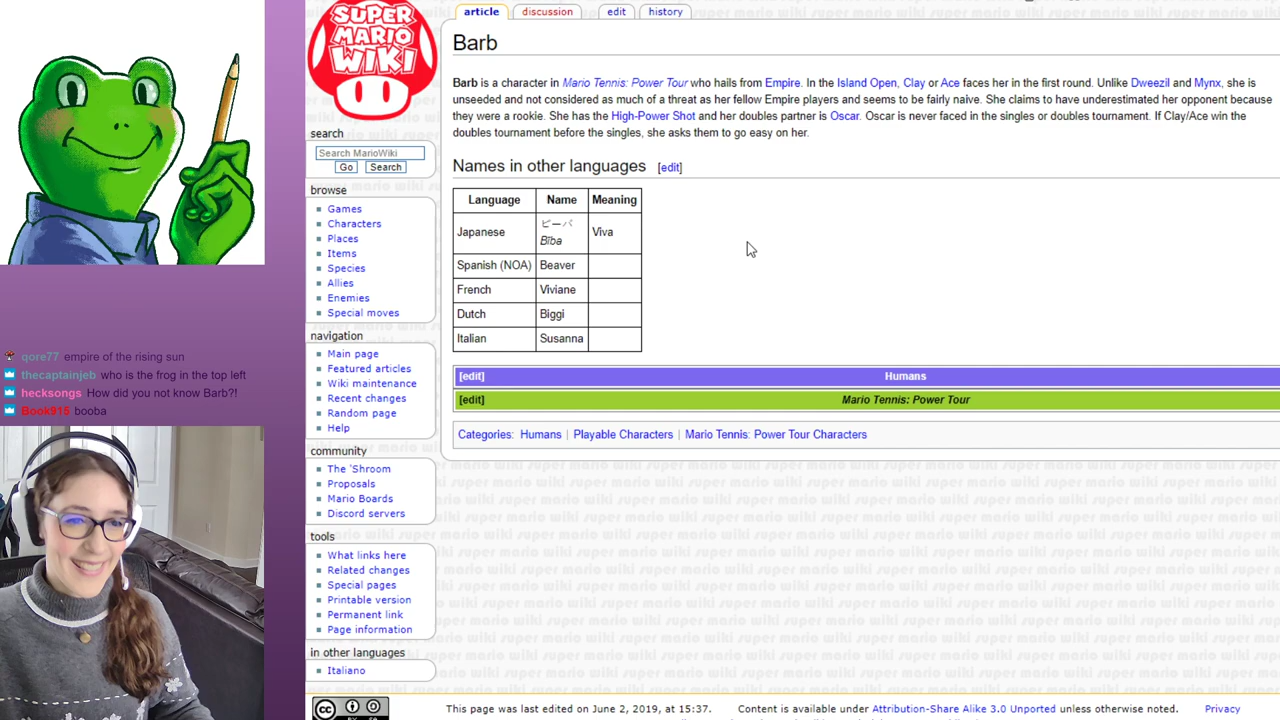 SUPER
MARIO
WIKI
search
Search MarioWiki
Go Search
browse
Games
Characters
Places
Items
Species
Allies
Enemies
Special moves
navigation
Main page
Featured articles
Wiki maintenance
Recent changes
Random page
Help
community
The 'Shroom
Proposals
Mario Boards
Discord servers
tools
What links here
Related changes
Special pages
Printable version
Permanent link
Page information
in other languages
Italiano
article discussion edit history
Barb
Barb is a character in Mario Tennis: Power Tour who hails from Empire. In the Island Open, Clay or Ace faces her in the first round. Unlike Dweezil and Mynx, she is
unseeded and not considered as much of a threat as her fellow Empire players and seems to be fairly naive. She claims to have underestimated her opponent because
they were a rookie. She has the High-Power Shot and her doubles partner is Oscar. Oscar is never faced in the singles or doubles tournament. If Clay/Ace win the
doubles tournament before the singles, she asks them to go easy on her.
Names in other languages [edit]
Language Name Meaning
Japanese ビーバ Viva
Bība
Spanish (NOA) Beaver
French Viviane
Dutch Biggi
Italian Susanna
[edit] Humans
[edit] Mario Tennis: Power Tour
Categories: Humans | Playable Characters | Mario Tennis: Power Tour Characters
This page was last edited on June 2, 2019, at 15:37. Content is available under Attribution-Share Alike 3.0 Unported unless otherwise noted. Privacy
qore77 empire of the rising sun
thecaptainjeb who is the frog in the top left
hecksongs How did you not know Barb?!
Book915 booba